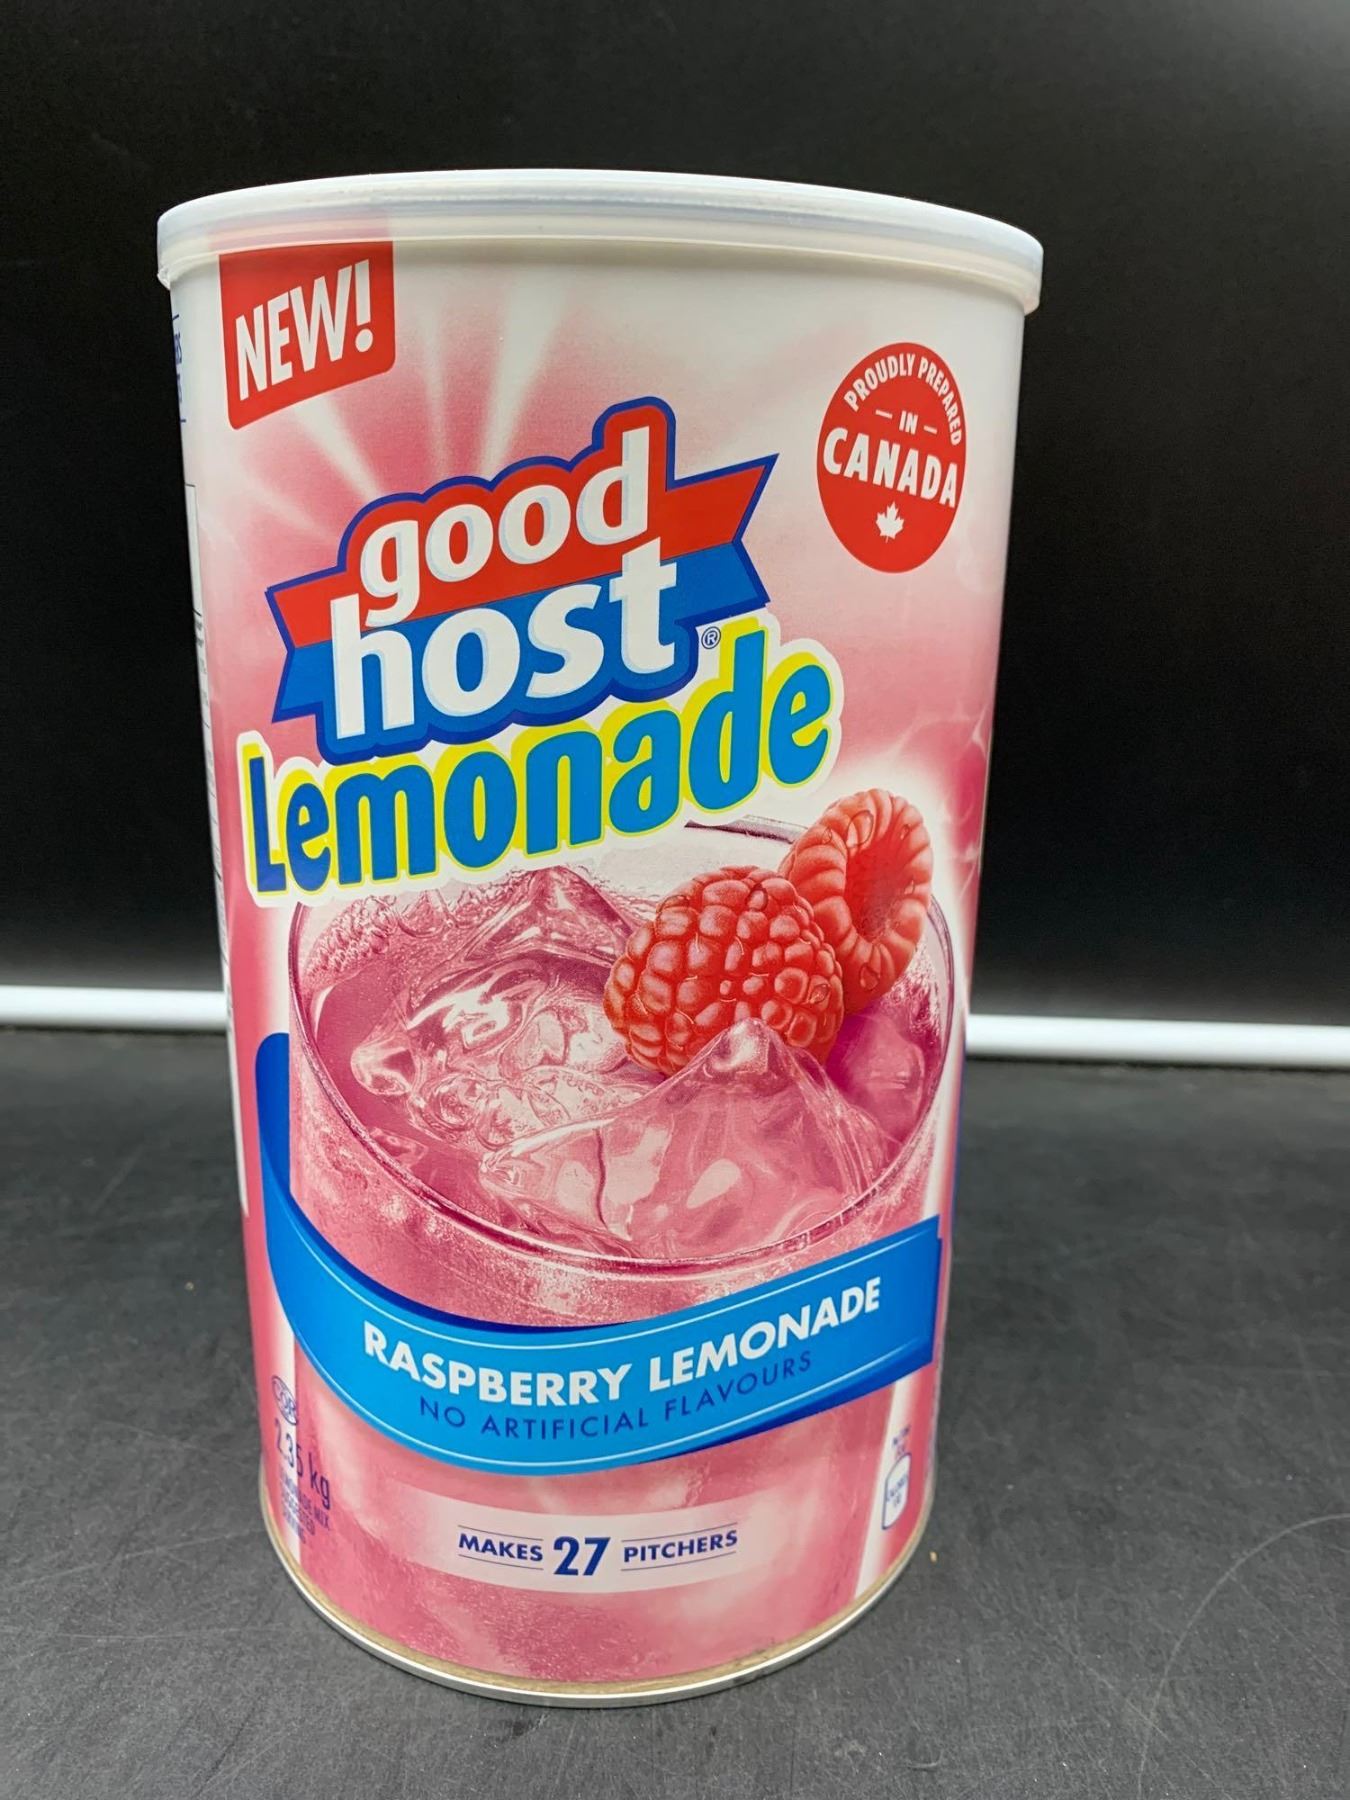 NEW!
PROUDLY PREPARED
IN
CANADA
good
host®
Lemonade
RASPBERRY LEMONADE
NO ARTIFICIAL FLAVOURS
COR
2.35 kg
MAKES 27 PITCHERS